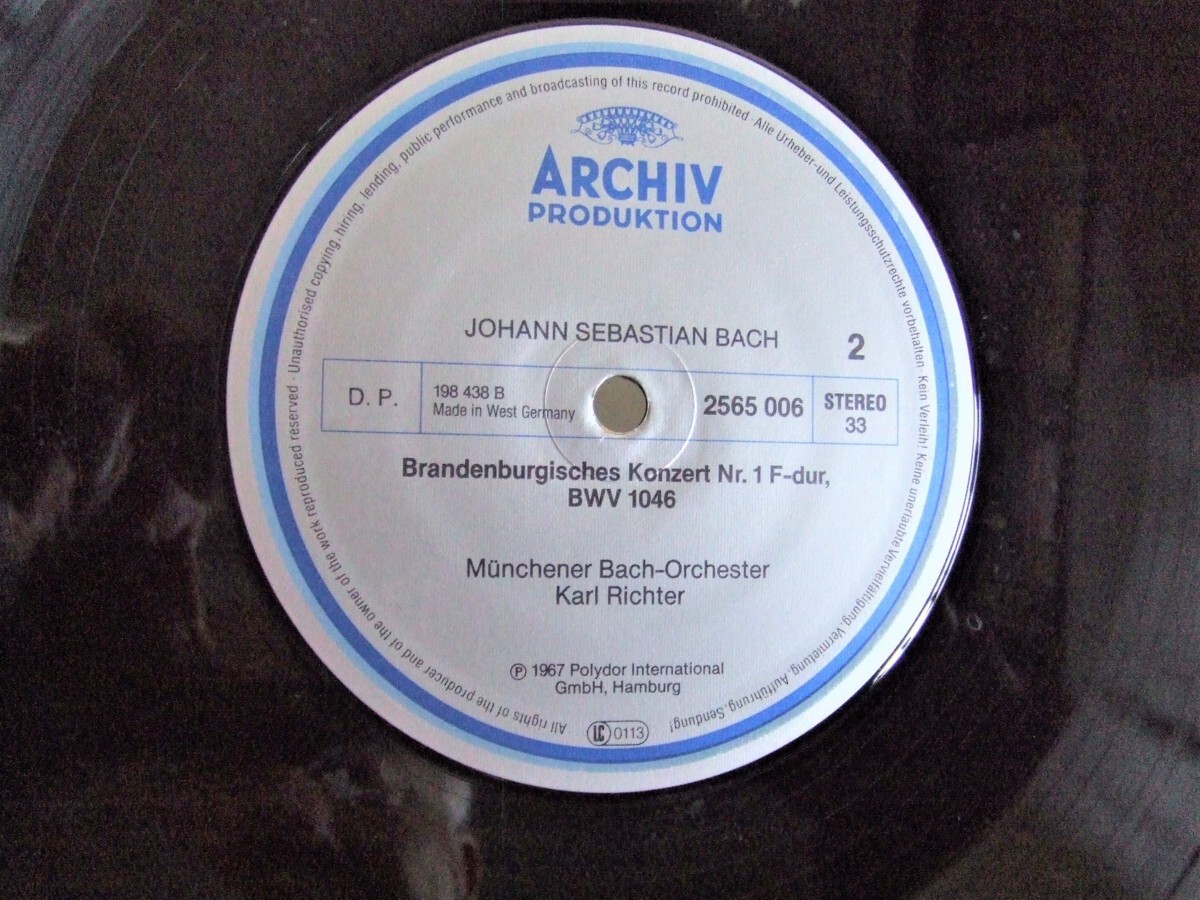 ARCHIV
PRODUKTION
JOHANN SEBASTIAN BACH
2
D. P.
198 438 B
Made in West Germany
2565 006
STEREO
33
Brandenburgisches Konzert Nr. 1 F-dur,
BWV 1046
Münchener Bach-Orchester
Karl Richter
℗ 1967 Polydor International
GmbH, Hamburg
LC 0113
All rights of the producer and of the owner of the work reproduced reserved · Unauthorised copying, hiring, lending, public performance and broadcasting of this record prohibited · Alle Urheber- und Leistungsschutzrechte vorbehalten · Kein Verleih! Keine unerlaubte Vervielfältigung, Vermietung, Aufführung, Sendung!